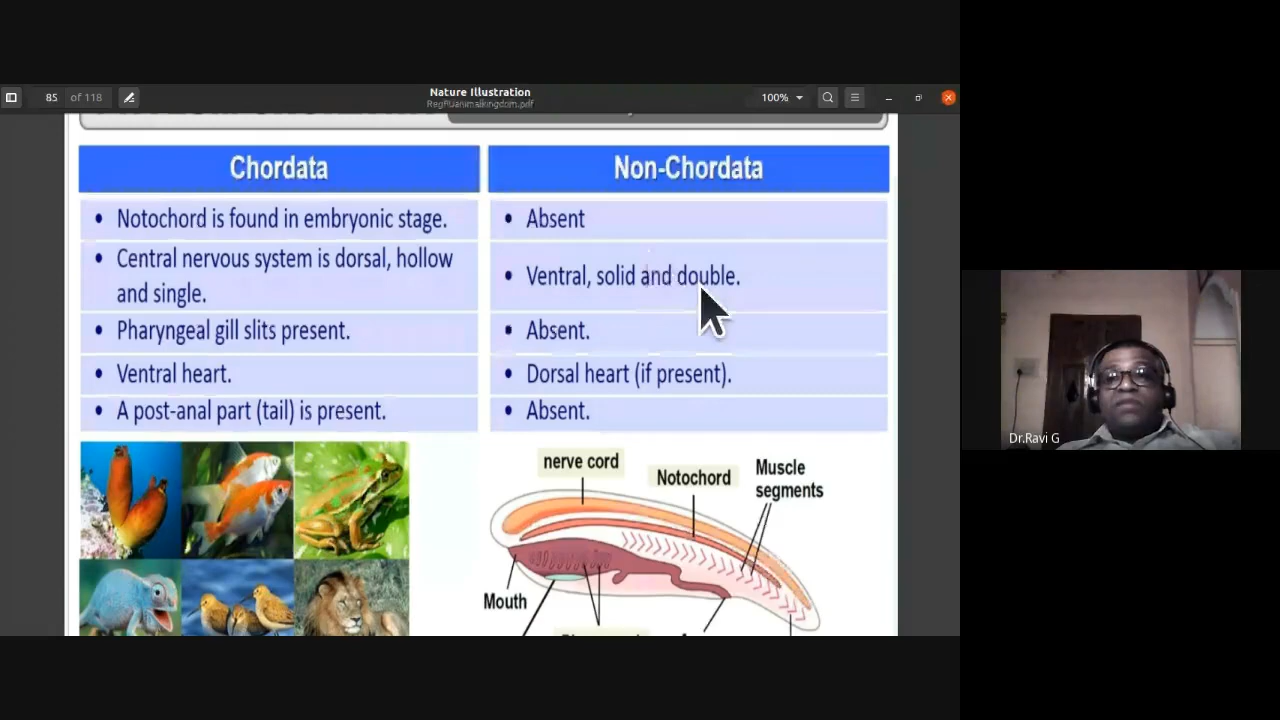 85 of 118
Nature Illustration
RegRUanimalkingdom.pdf
100%
Chordata
Non-Chordata
• Notochord is found in embryonic stage.
• Absent
• Central nervous system is dorsal, hollow
and single.
• Ventral, solid and double.
• Pharyngeal gill slits present.
• Absent.
• Ventral heart.
• Dorsal heart (if present).
• A post-anal part (tail) is present.
• Absent.
nerve cord
Notochord
Muscle
segments
Mouth
Dr.Ravi G